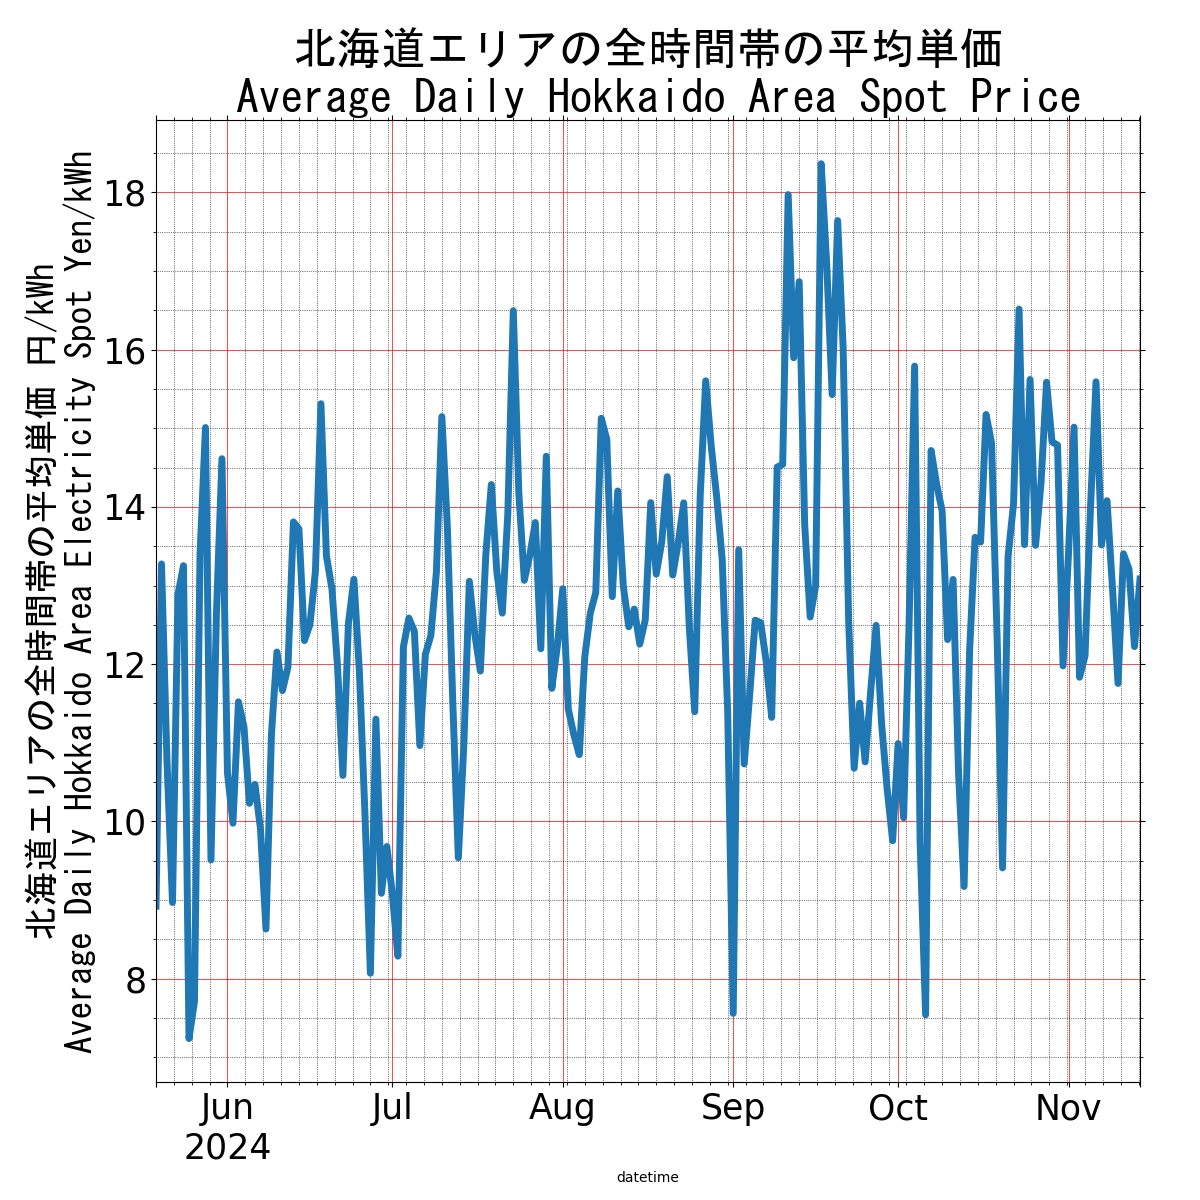 北海道エリアの全時間帯の平均単価
Average Daily Hokkaido Area Spot Price
北海道エリアの全時間帯の平均単価 円/kWh
Average Daily Hokkaido Area Electricity Spot Yen/kWh
18
16
14
12
10
8
Jun
2024
Jul
Aug
Sep
Oct
Nov
datetime